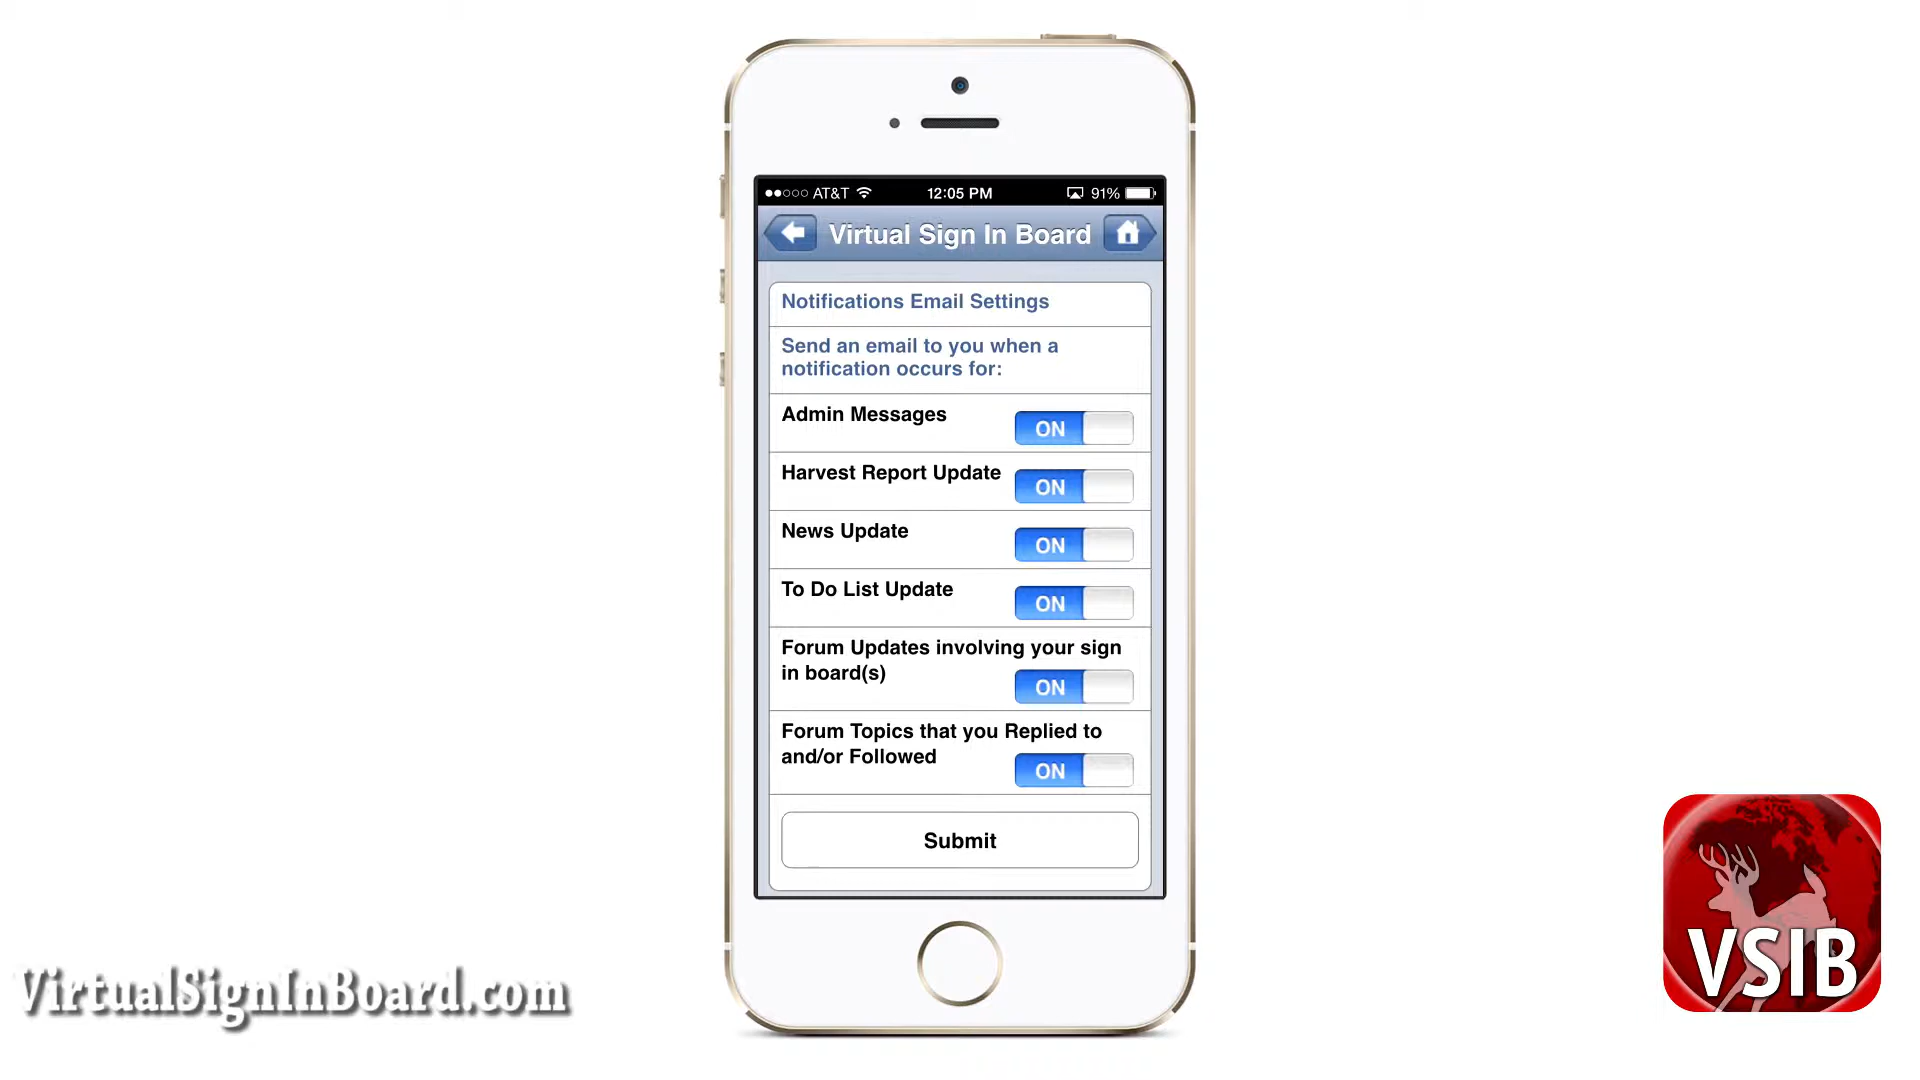 AT&T 12:05 PM 91%
Virtual Sign In Board
Notifications Email Settings
Send an email to you when a
notification occurs for:
Admin Messages
ON
Harvest Report Update
ON
News Update
ON
To Do List Update
ON
Forum Updates involving your sign
in board(s)
ON
Forum Topics that you Replied to
and/or Followed
ON
Submit
VirtualSignInBoard.com
VSIB